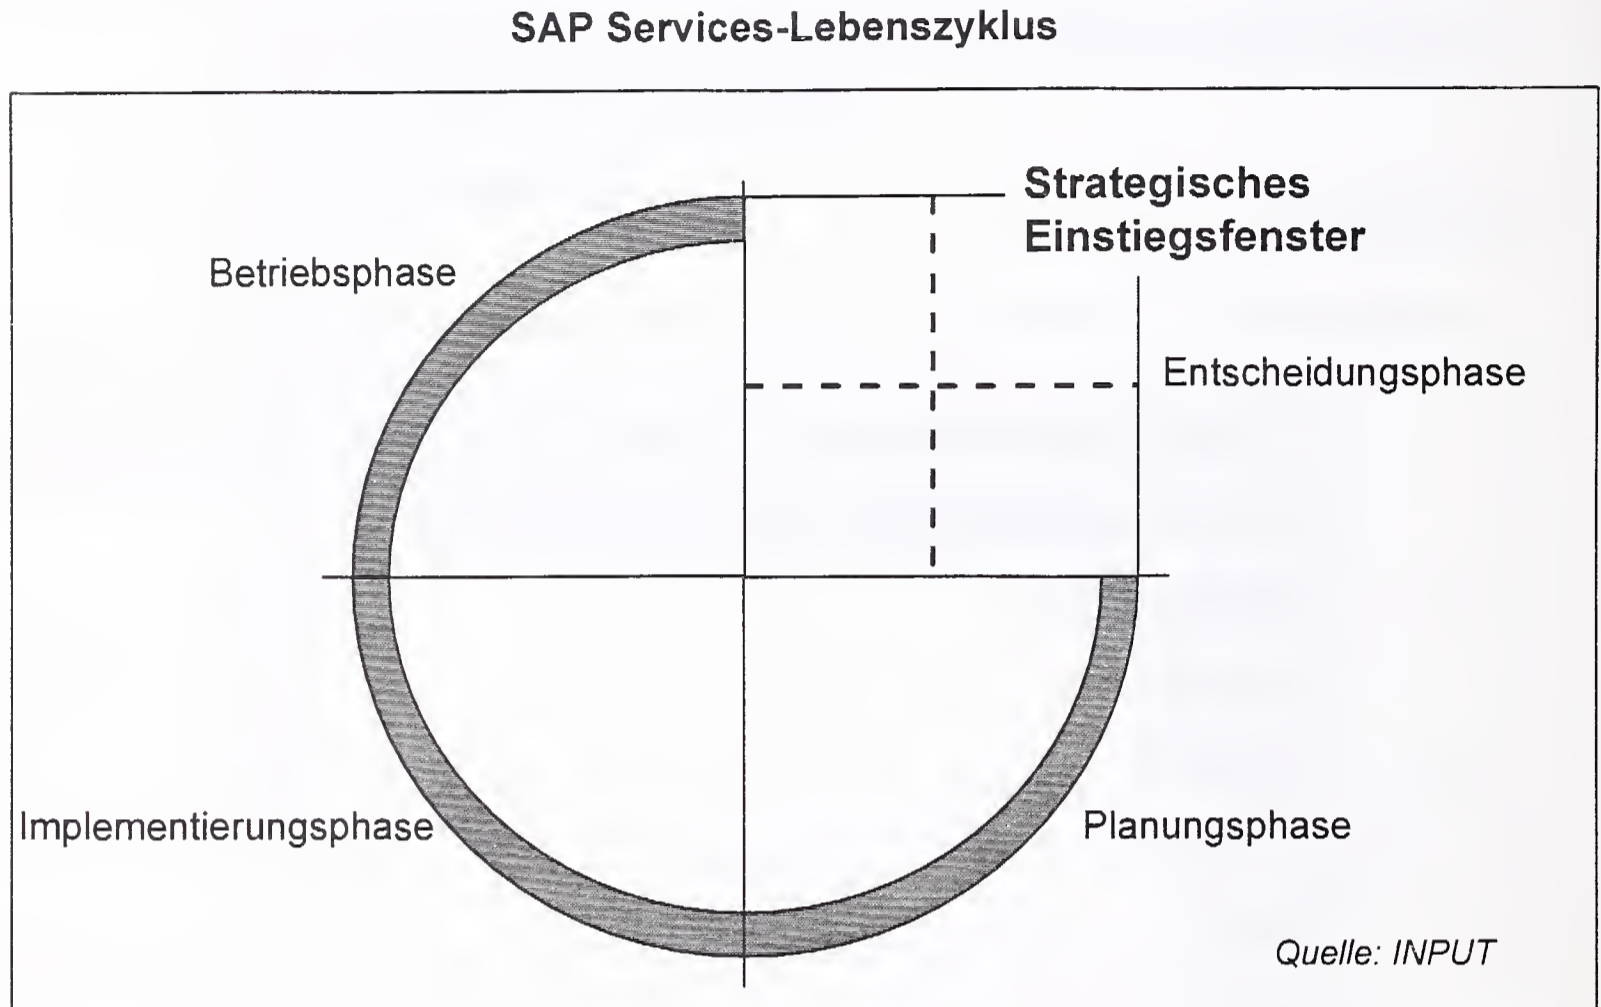 SAP Services-Lebenszyklus
Strategisches
Einstiegsfenster
Betriebsphase
Entscheidungsphase
Implementierungsphase
Planungsphase
Quelle: INPUT